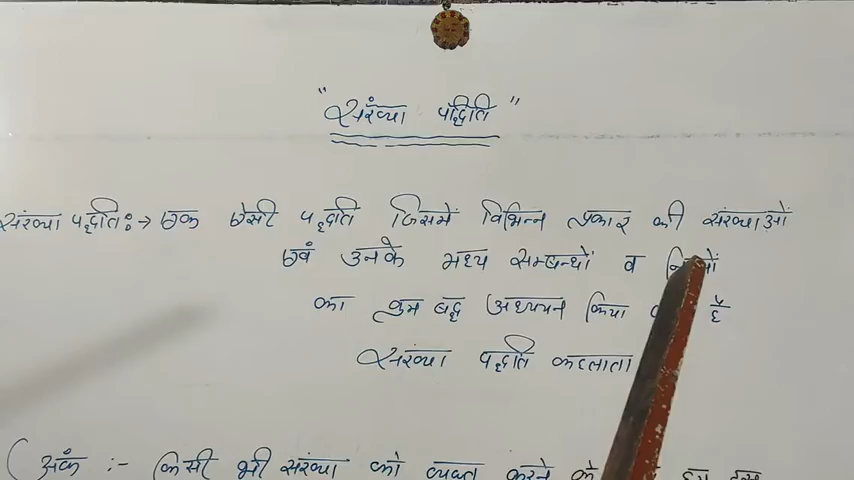 "संख्या पद्धति"
संख्या पद्धति:→ एक ऐसी पद्धति जिसमें विभिन्न प्रकार की संख्याओं
एवं उनके मध्य सम्बन्धों व
का क्रम बद्ध अध्ययन किया है
संख्या पद्धति कहलाता
(अंक :- किसी भी संख्या को व्यक्त करने के